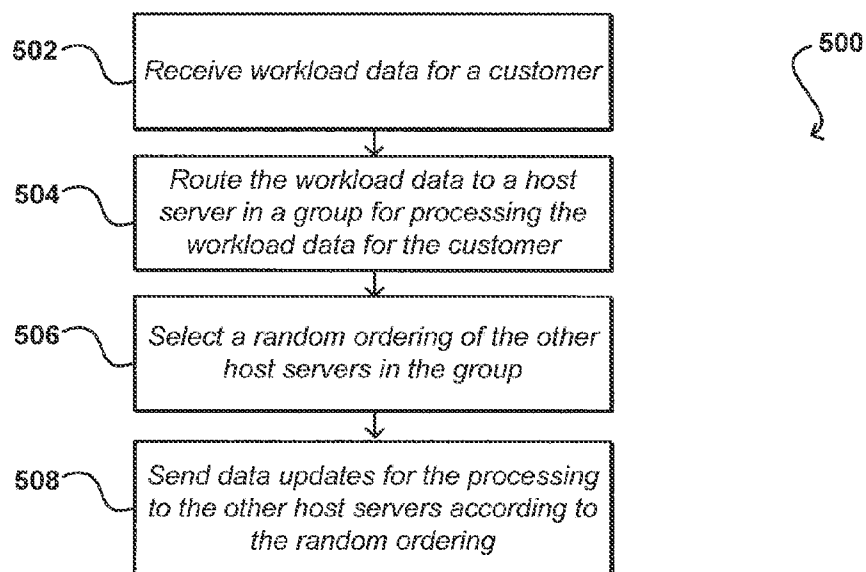 502
500
Receive workload data for a customer
504
Route the workload data to a host
server in a group for processing the
workload data for the customer
506
Select a random ordering of the other
host servers in the group
508
Send data updates for the processing
to the other host servers according to
the random ordering